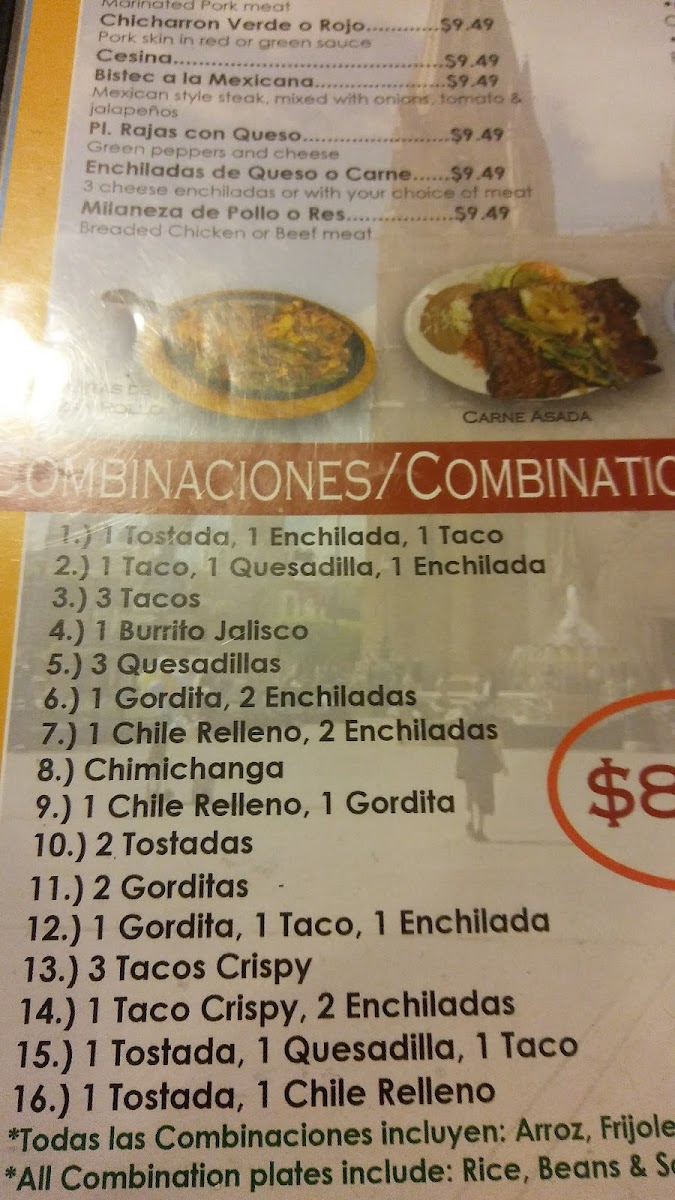 Marinated Pork meat
Chicharron Verde o Rojo............$9.49
Pork skin in red or green sauce
Cesina........................................$9.49
Bistec a la Mexicana...................$9.49
Mexican style steak, mixed with onions, tomato &
jalapeños
Pl. Rajas con Queso......................$9.49
Green peppers and cheese
Enchiladas de Queso o Carne......$9.49
3 cheese enchiladas or with your choice of meat
Milaneza de Pollo o Res................$9.49
Breaded Chicken or Beef meat
POLLO
CARNE ASADA
COMBINACIONES/COMBINATIO
1.) 1 Tostada, 1 Enchilada, 1 Taco
2.) 1 Taco, 1 Quesadilla, 1 Enchilada
3.) 3 Tacos
4.) 1 Burrito Jalisco
5.) 3 Quesadillas
6.) 1 Gordita, 2 Enchiladas
7.) 1 Chile Relleno, 2 Enchiladas
8.) Chimichanga
$8
9.) 1 Chile Relleno, 1 Gordita
10.) 2 Tostadas
11.) 2 Gorditas
12.) 1 Gordita, 1 Taco, 1 Enchilada
13.) 3 Tacos Crispy
14.) 1 Taco Crispy, 2 Enchiladas
15.) 1 Tostada, 1 Quesadilla, 1 Taco
16.) 1 Tostada, 1 Chile Relleno
*Todas las Combinaciones incluyen: Arroz, Frijole
*All Combination plates include: Rice, Beans & S